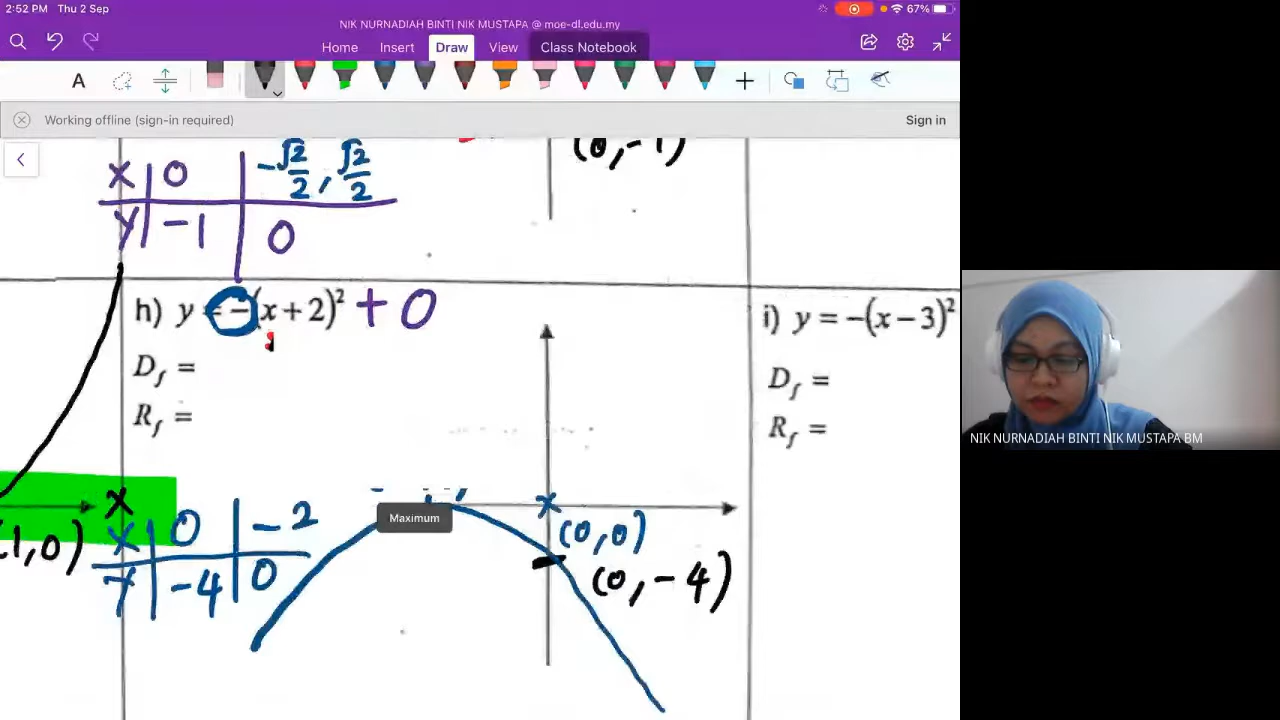 2:52 PM Thu 2 Sep
67%
NIK NURNADIAH BINTI NIK MUSTAPA @ moe-dl.edu.my
Home Insert Draw View Class Notebook
A
Working offline (sign-in required) Sign in
(0,-1)
x 0 -√2/2, √2/2
y -1 0
h) y = -(x+2)² + 0
i) y = -(x-3)²
D_f =
R_f =
D_f =
R_f =
Maximum
x
x
(1,0)
(0,0)
x 0 -2
y -4 0
(0,-4)
NIK NURNADIAH BINTI NIK MUSTAPA BM